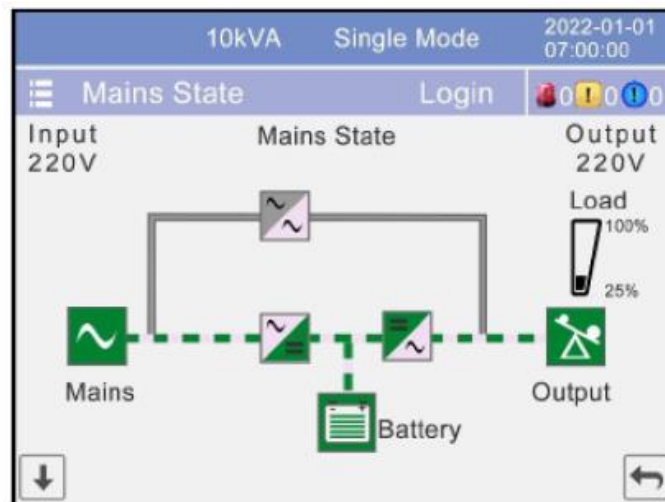 10kVA Single Mode 2022-01-01
07:00:00
Mains State Login 0 0 0
Input Mains State Output
220V 220V
Load
100%
25%
Mains Output
Battery